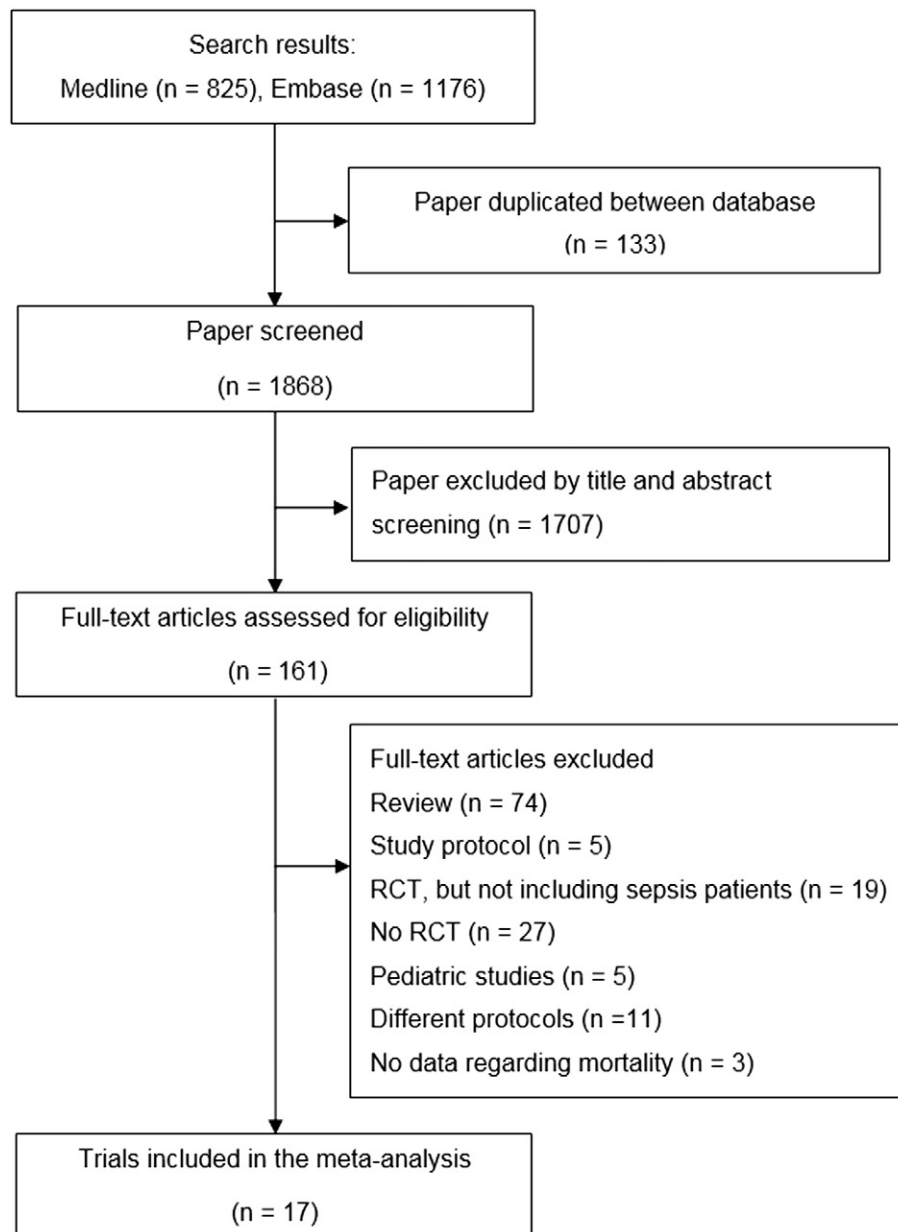 Search results:
Medline (n = 825), Embase (n = 1176)
Paper duplicated between database
(n = 133)
Paper screened
(n = 1868)
Paper excluded by title and abstract
screening (n = 1707)
Full-text articles assessed for eligibility
(n = 161)
Full-text articles excluded
Review (n = 74)
Study protocol (n = 5)
RCT, but not including sepsis patients (n = 19)
No RCT (n = 27)
Pediatric studies (n = 5)
Different protocols (n =11)
No data regarding mortality (n = 3)
Trials included in the meta-analysis
(n = 17)